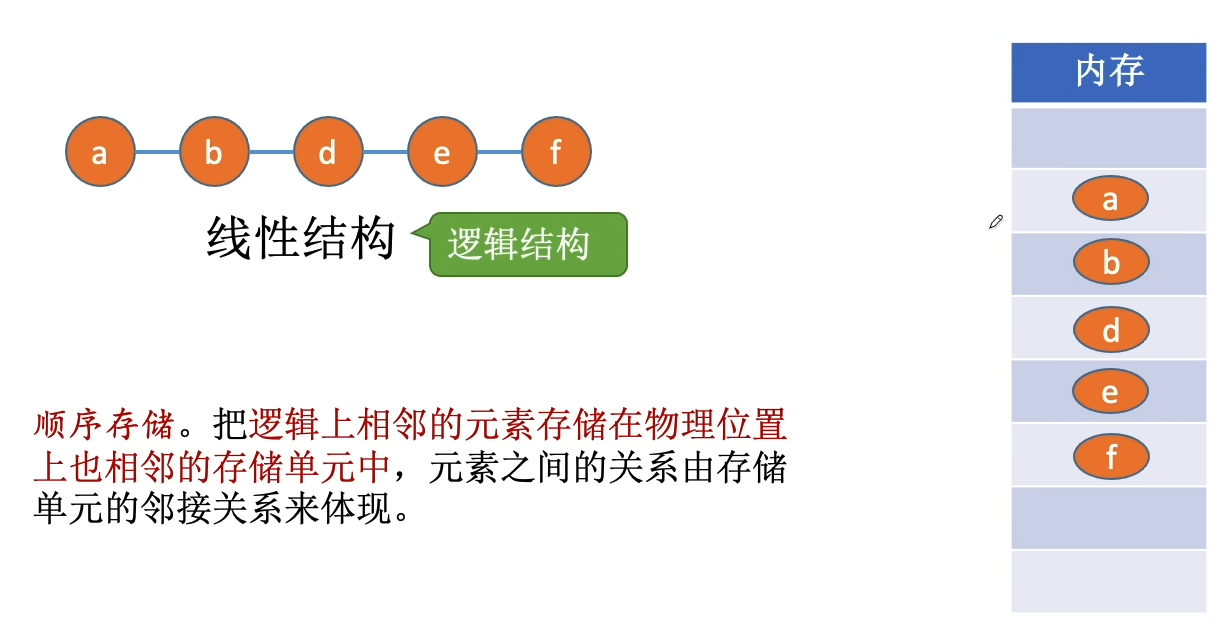 内存
a
b
d
e
f
线性结构
逻辑结构
a
b
d
e
f
顺序存储。把逻辑上相邻的元素存储在物理位置
上也相邻的存储单元中，元素之间的关系由存储
单元的邻接关系来体现。